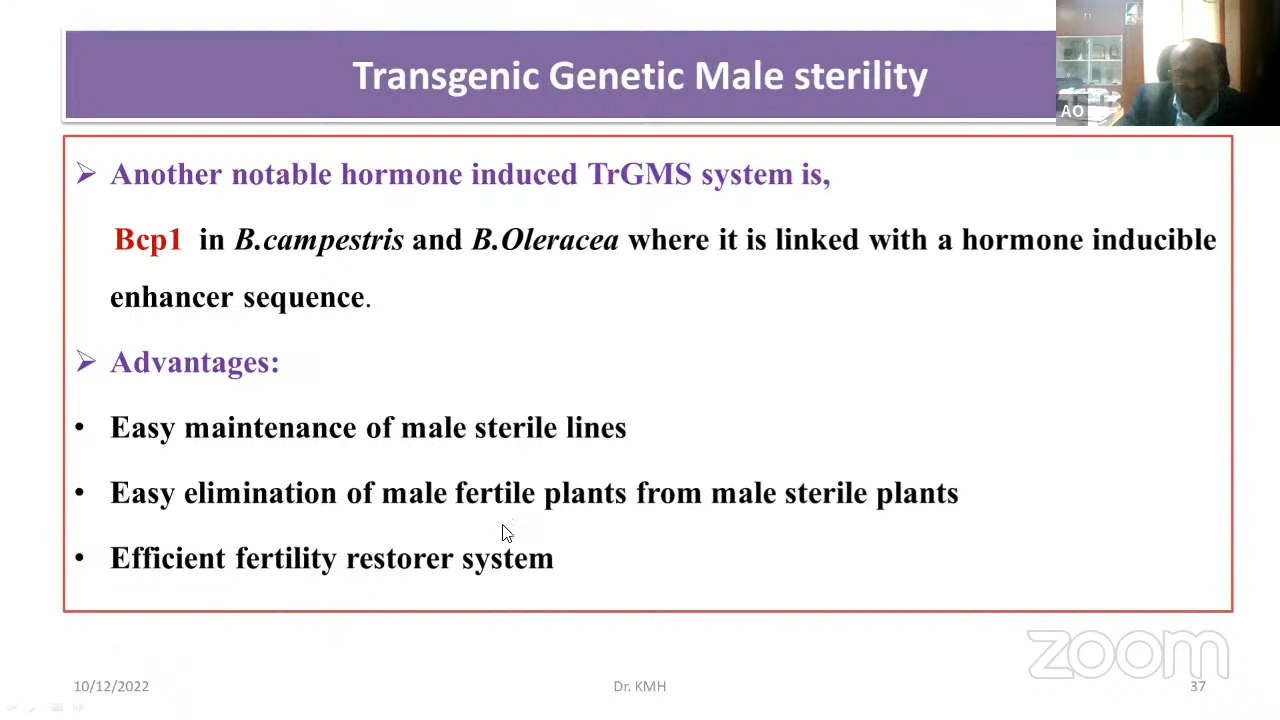 Transgenic Genetic Male sterility
AO
➢ Another notable hormone induced TrGMS system is,
Bcp1 in B.campestris and B.Oleracea where it is linked with a hormone inducible
enhancer sequence.
➢ Advantages:
• Easy maintenance of male sterile lines
• Easy elimination of male fertile plants from male sterile plants
• Efficient fertility restorer system
zoom
10/12/2022 Dr. KMH 37